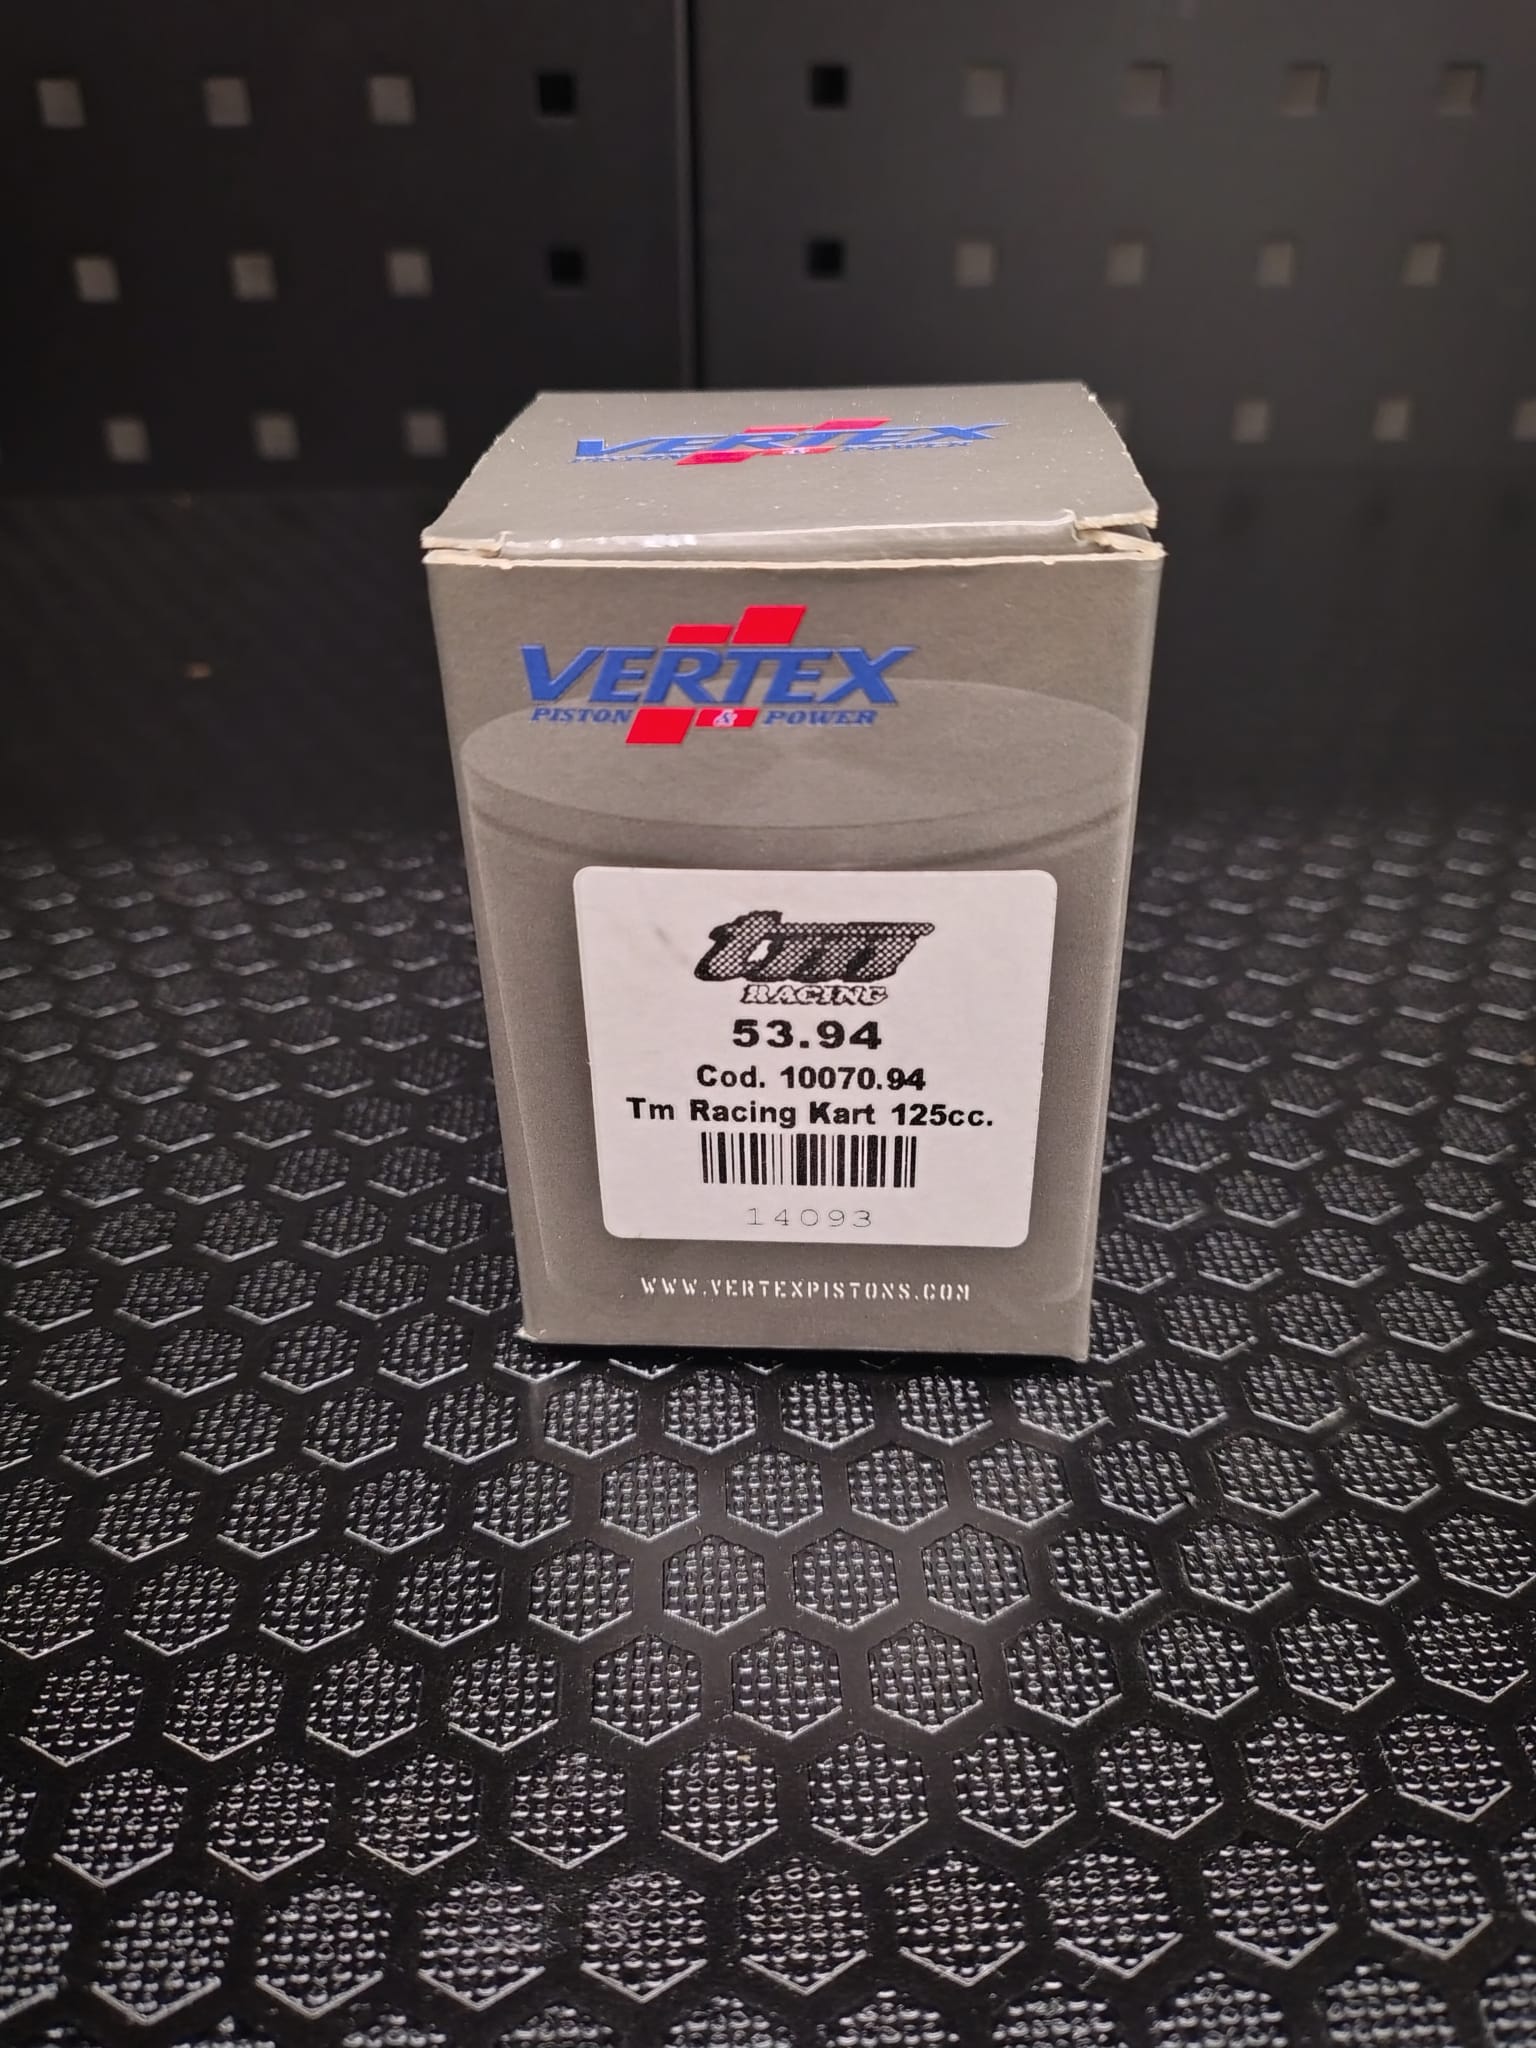 VERTEX
PISTON & POWER
VERTEX
PISTON & POWER
tm
RACING
53.94
Cod. 10070.94
Tm Racing Kart 125cc.
14093
WWW.VERTEXPISTONS.COM